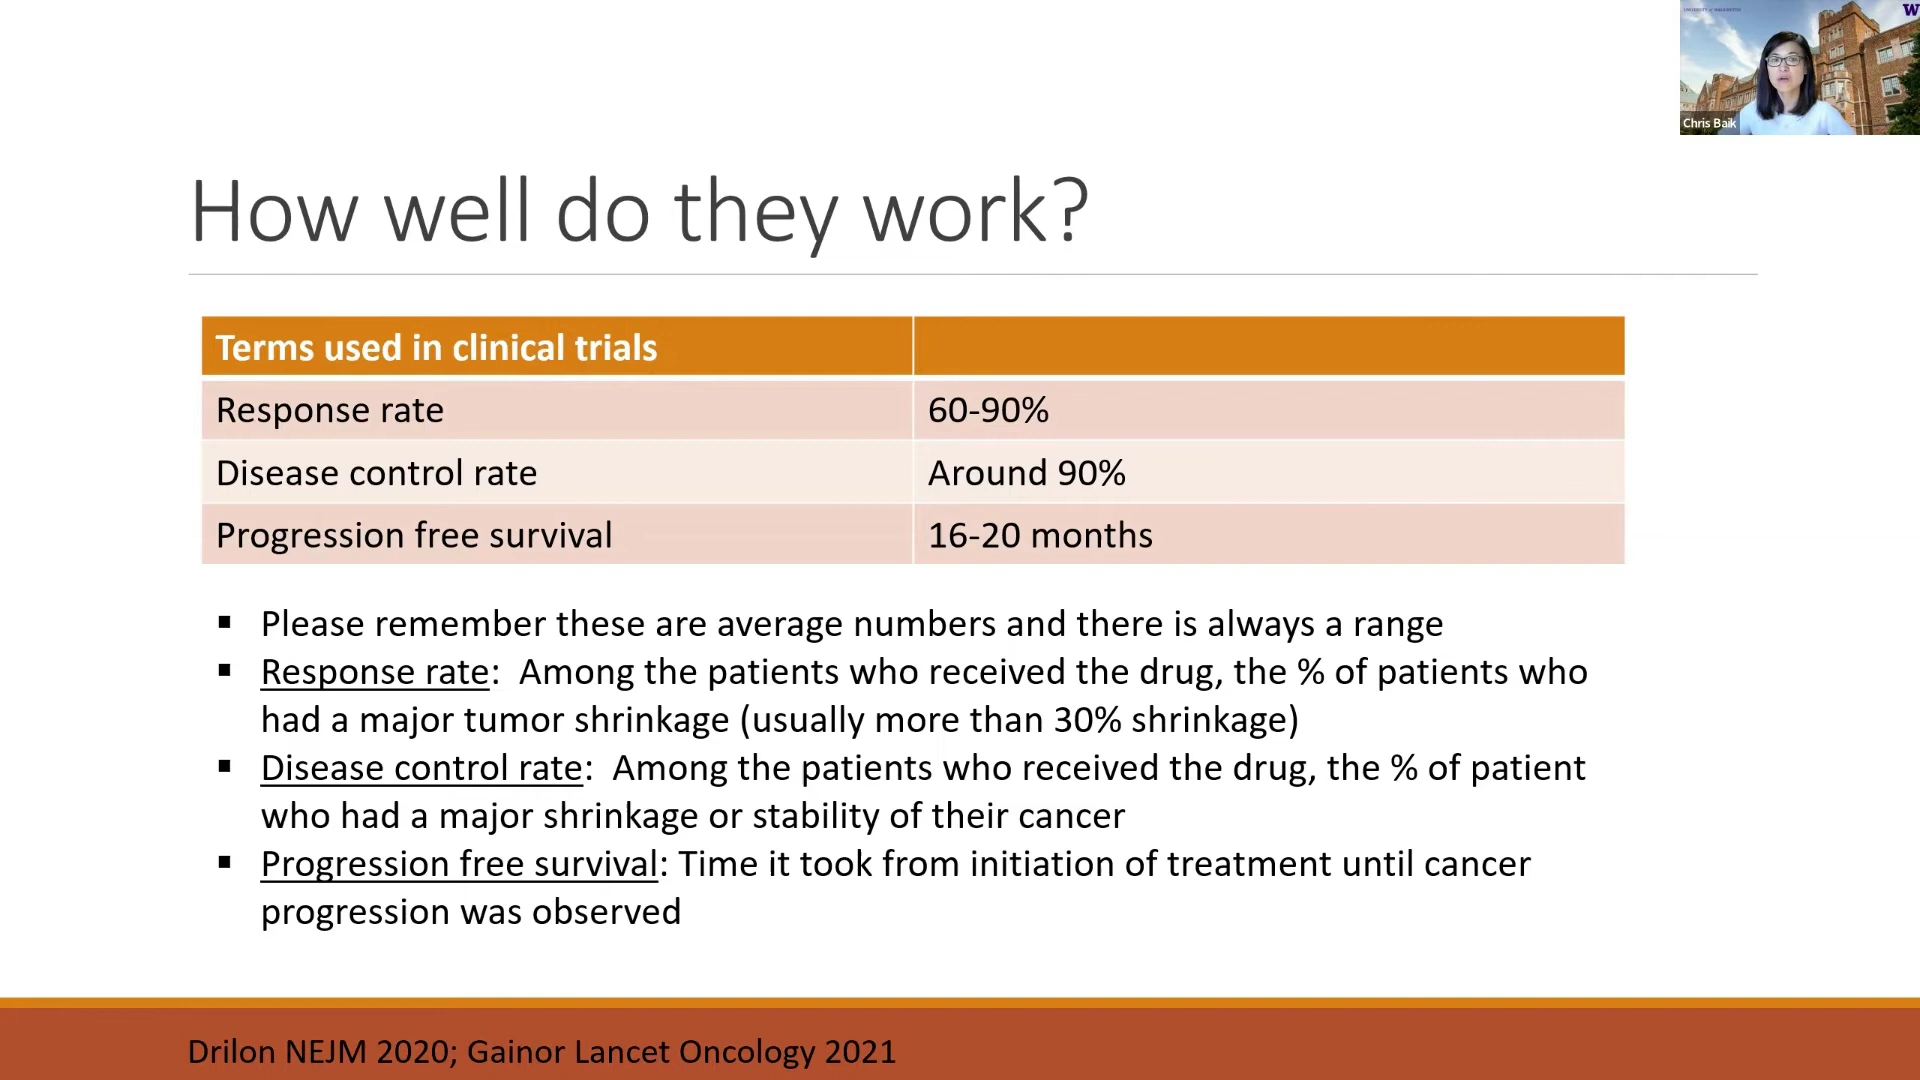 UNIVERSITY of WASHINGTON
W
Chris Baik
How well do they work?
Terms used in clinical trials
Response rate
60-90%
Disease control rate
Around 90%
Progression free survival
16-20 months
▪ Please remember these are average numbers and there is always a range
▪ Response rate:  Among the patients who received the drug, the % of patients who
had a major tumor shrinkage (usually more than 30% shrinkage)
▪ Disease control rate:  Among the patients who received the drug, the % of patient
who had a major shrinkage or stability of their cancer
▪ Progression free survival: Time it took from initiation of treatment until cancer
progression was observed
Drilon NEJM 2020; Gainor Lancet Oncology 2021